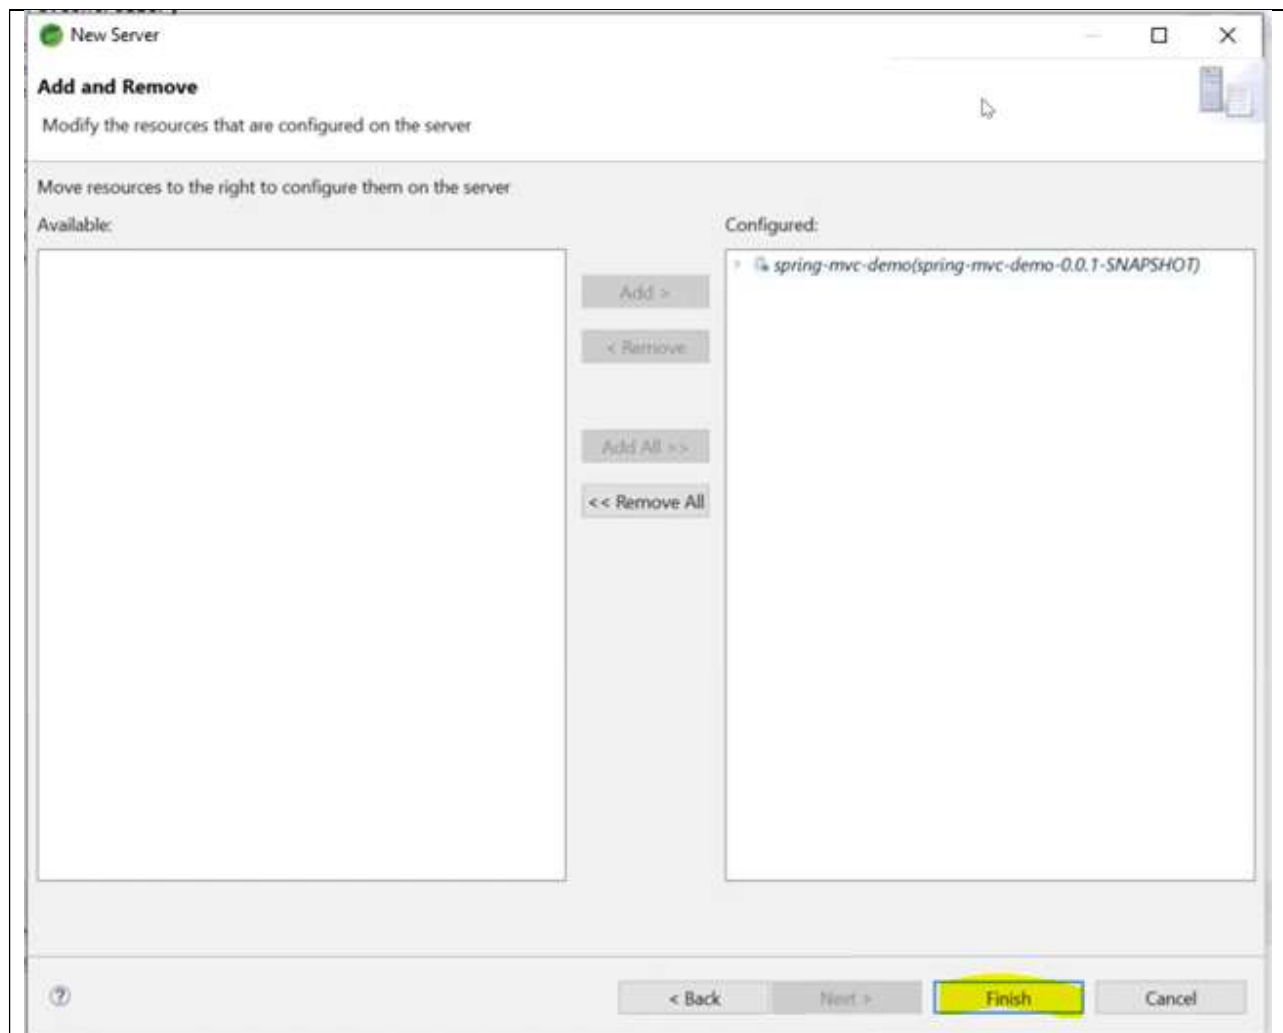 New Server
Add and Remove
Modify the resources that are configured on the server
Move resources to the right to configure them on the server
Available:
Configured:
spring-mvc-demo(spring-mvc-demo-0.0.1-SNAPSHOT)
Add >
< Remove
Add All >>
<< Remove All
?
< Back
Next >
Finish
Cancel